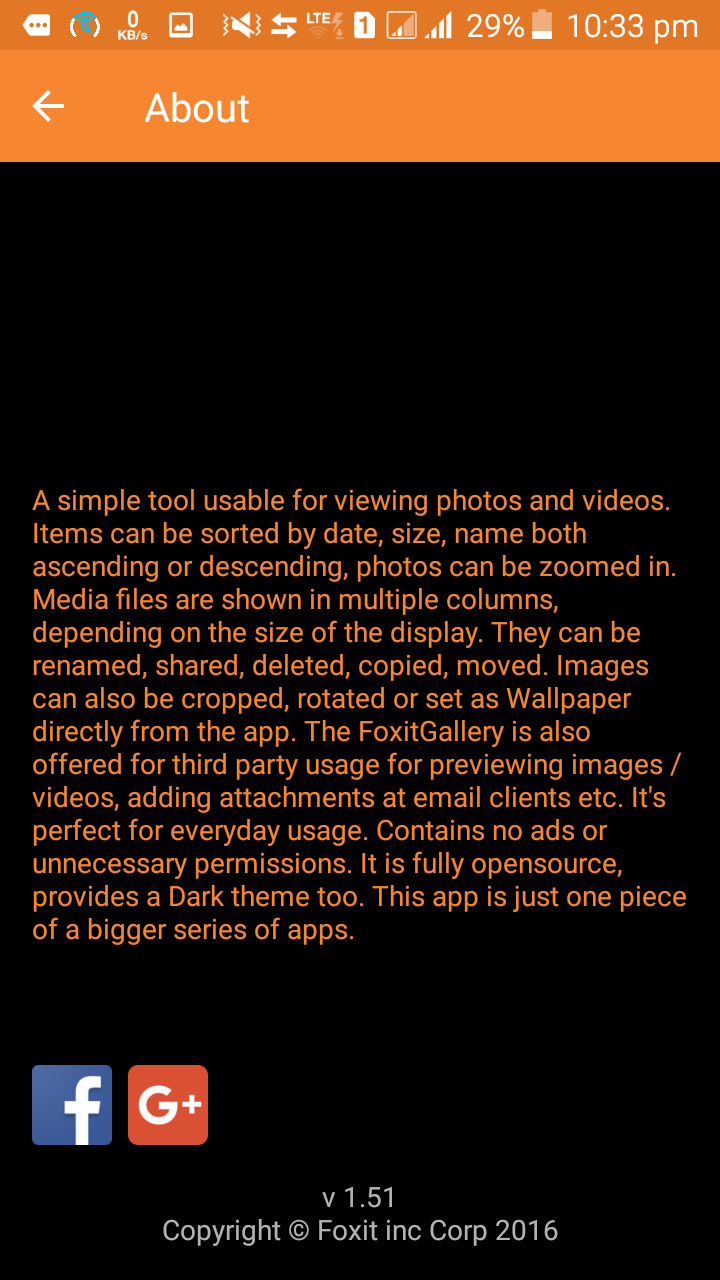 0
KB/s
LTE
1
29%
10:33 pm
About
A simple tool usable for viewing photos and videos.
Items can be sorted by date, size, name both
ascending or descending, photos can be zoomed in.
Media files are shown in multiple columns,
depending on the size of the display. They can be
renamed, shared, deleted, copied, moved. Images
can also be cropped, rotated or set as Wallpaper
directly from the app. The FoxitGallery is also
offered for third party usage for previewing images /
videos, adding attachments at email clients etc. It's
perfect for everyday usage. Contains no ads or
unnecessary permissions. It is fully opensource,
provides a Dark theme too. This app is just one piece
of a bigger series of apps.
f
G+
v 1.51
Copyright © Foxit inc Corp 2016